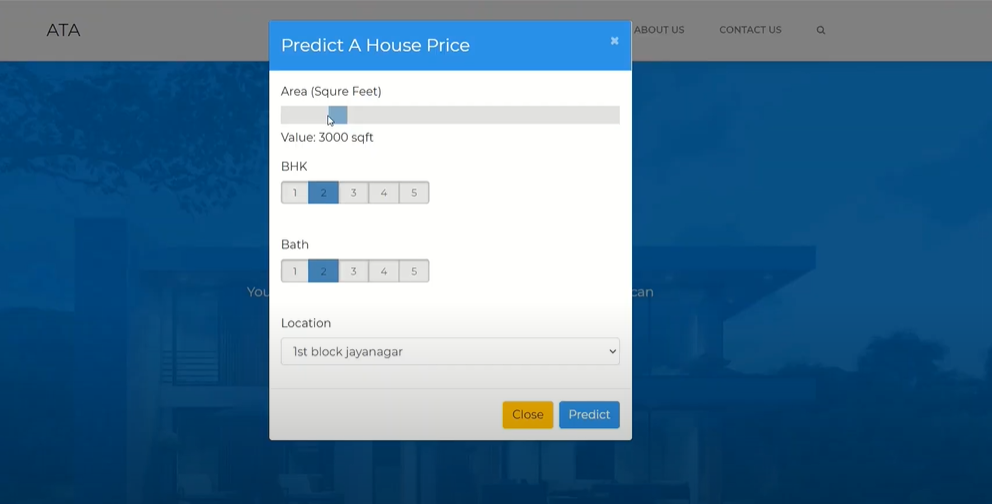 ATA
ABOUT US
CONTACT US
Predict A House Price
×
Area (Squre Feet)
Value: 3000 sqft
BHK
1 2 3 4 5
Bath
1 2 3 4 5
You
can
Location
1st block jayanagar
Close
Predict